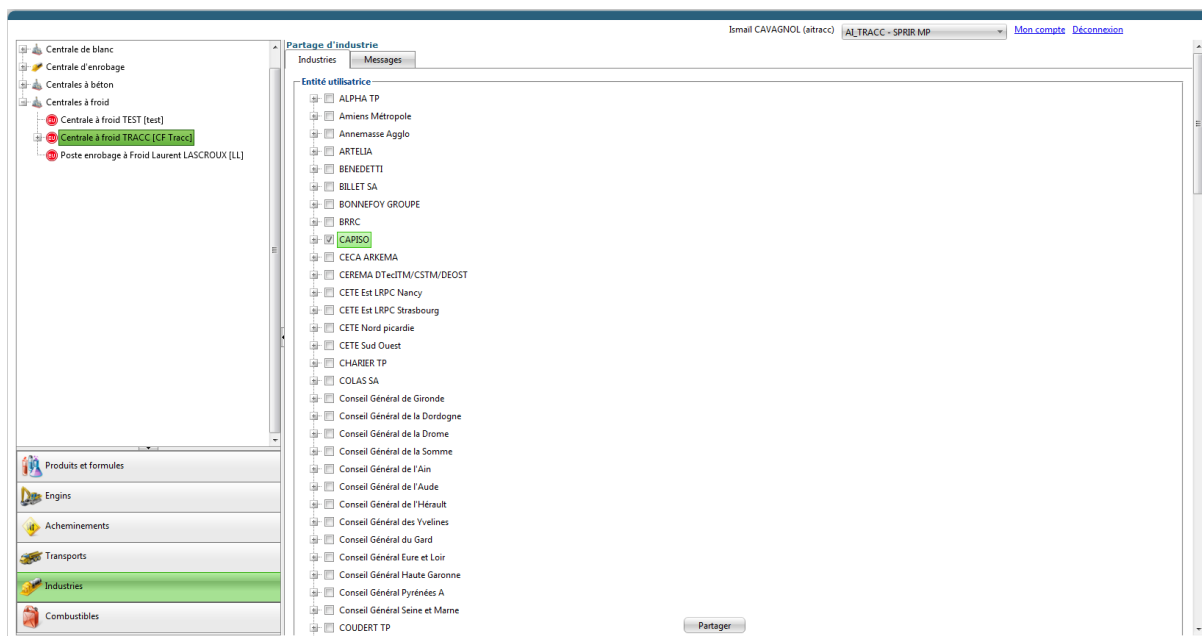 Ismail CAVAGNOL (aitracc) AI_TRACC - SPRIR MP Mon compte Déconnexion
Centrale de blanc
Centrale d'enrobage
Centrales à béton
Centrales à froid
Centrale à froid TEST [test]
Centrale à froid TRACC [CF Tracc]
Poste enrobage à Froid Laurent LASCROUX [LL]
Produits et formules
Engins
Acheminements
Transports
Industries
Combustibles
Partage d'industrie
Industries Messages
Entité utilisatrice
ALPHA TP
Amiens Métropole
Annemasse Agglo
ARTELIA
BENEDETTI
BILLET SA
BONNEFOY GROUPE
BRRC
CAPISO
CECA ARKEMA
CEREMA DTecITM/CSTM/DEOST
CETE Est LRPC Nancy
CETE Est LRPC Strasbourg
CETE Nord picardie
CETE Sud Ouest
CHARIER TP
COLAS SA
Conseil Général de Gironde
Conseil Général de la Dordogne
Conseil Général de la Drome
Conseil Général de la Somme
Conseil Général de l'Ain
Conseil Général de l'Aude
Conseil Général de l'Hérault
Conseil Général des Yvelines
Conseil Général du Gard
Conseil Général Eure et Loir
Conseil Général Haute Garonne
Conseil Général Pyrénées A
Conseil Général Seine et Marne
COUDERT TP
Partager